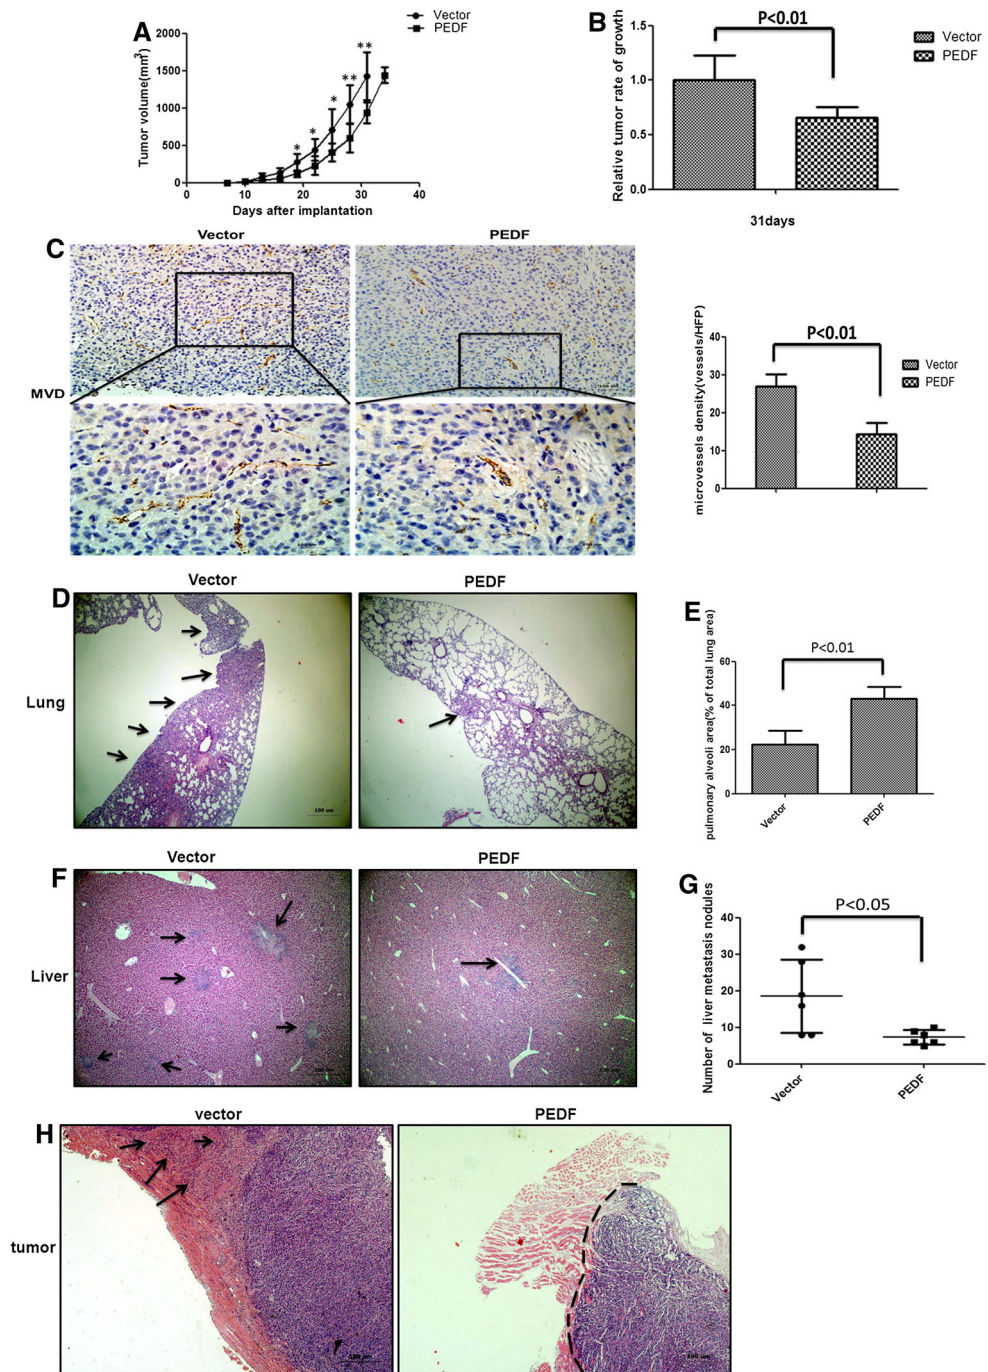 A
Vector
PEDF
Tumor volume(mm3)
2000
1500
1000
500
0
*
*
*
**
**
0
10
20
30
40
Days after implantation
B
P<0.01
Vector
PEDF
Relative tumor rate of growth
1.5
1.0
0.5
0.0
31days
C
Vector
PEDF
MVD
P<0.01
Vector
PEDF
microvessels density(vessels/HFP)
40
30
20
10
0
D
Vector
PEDF
Lung
100 um
E
P<0.01
pulmonary alveoli area(% of total lung area)
60
40
20
0
Vector
PEDF
F
Vector
PEDF
Liver
G
P<0.05
Number of liver metastasis nodules
40
30
20
10
0
Vector
PEDF
H
vector
PEDF
tumor